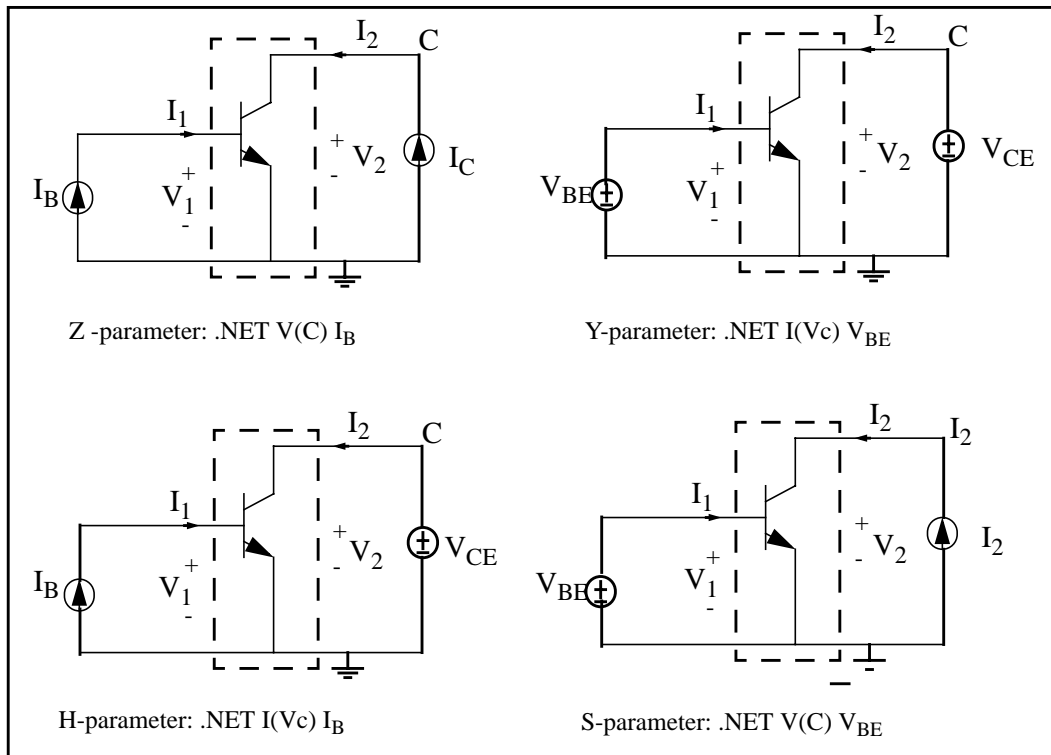 I2 C
I1
+
V2
-
IC
IB
V1
+
-
Z -parameter: .NET V(C) IB
I2 C
I1
+
V2
-
VCE
VBE
V1
+
-
Y-parameter: .NET I(Vc) VBE
I2 C
I1
+
V2
-
VCE
IB
V1
+
-
H-parameter: .NET I(Vc) IB
I2 I2
I1
+
V2
-
I2
VBE
V1
+
-
S-parameter: .NET V(C) VBE